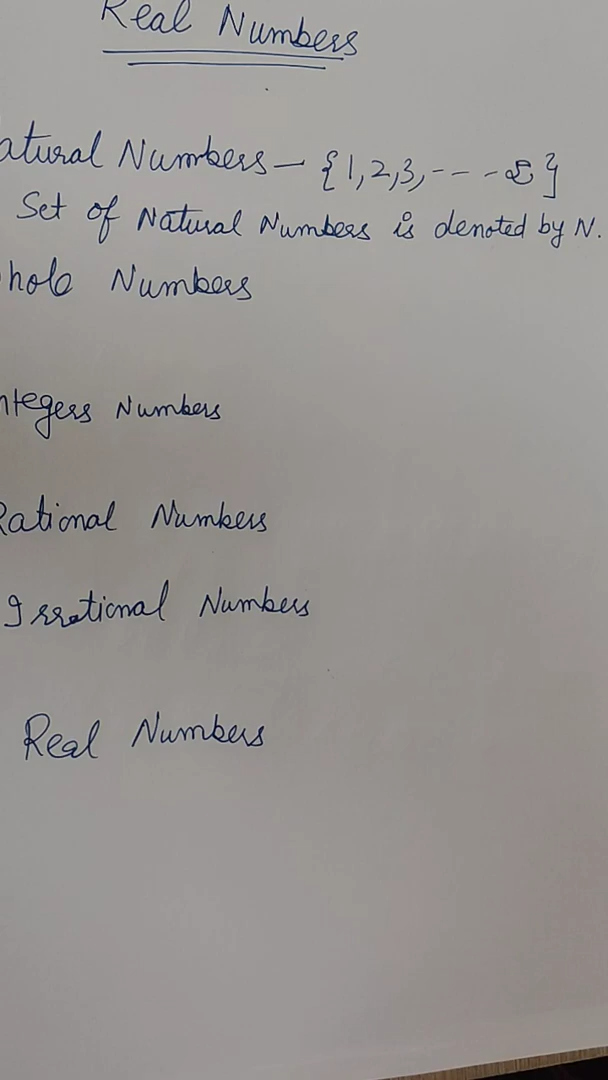 Real Numbers
atural Numbers – {1,2,3,---- }
Set of Natural Numbers is denoted by N.
hole Numbers
ntegers Numbers
Rational Numbers
Irrational Numbers
Real Numbers